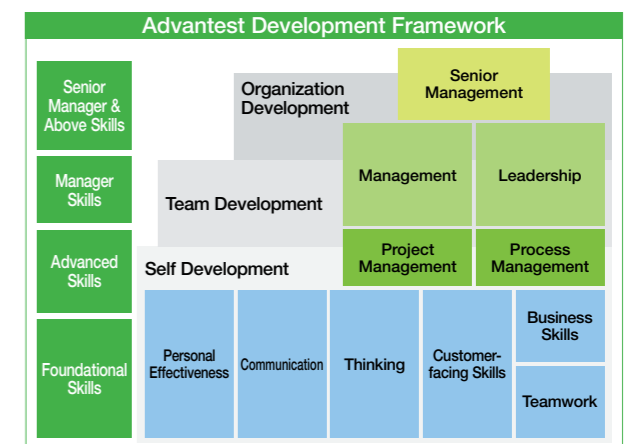 Advantest Development Framework
Senior
Manager &
Above Skills
Organization
Development
Senior
Management
Manager
Skills
Team Development
Management
Leadership
Advanced
Skills
Self Development
Project
Management
Process
Management
Foundational
Skills
Personal
Effectiveness
Communication
Thinking
Customer-
facing Skills
Business
Skills
Teamwork